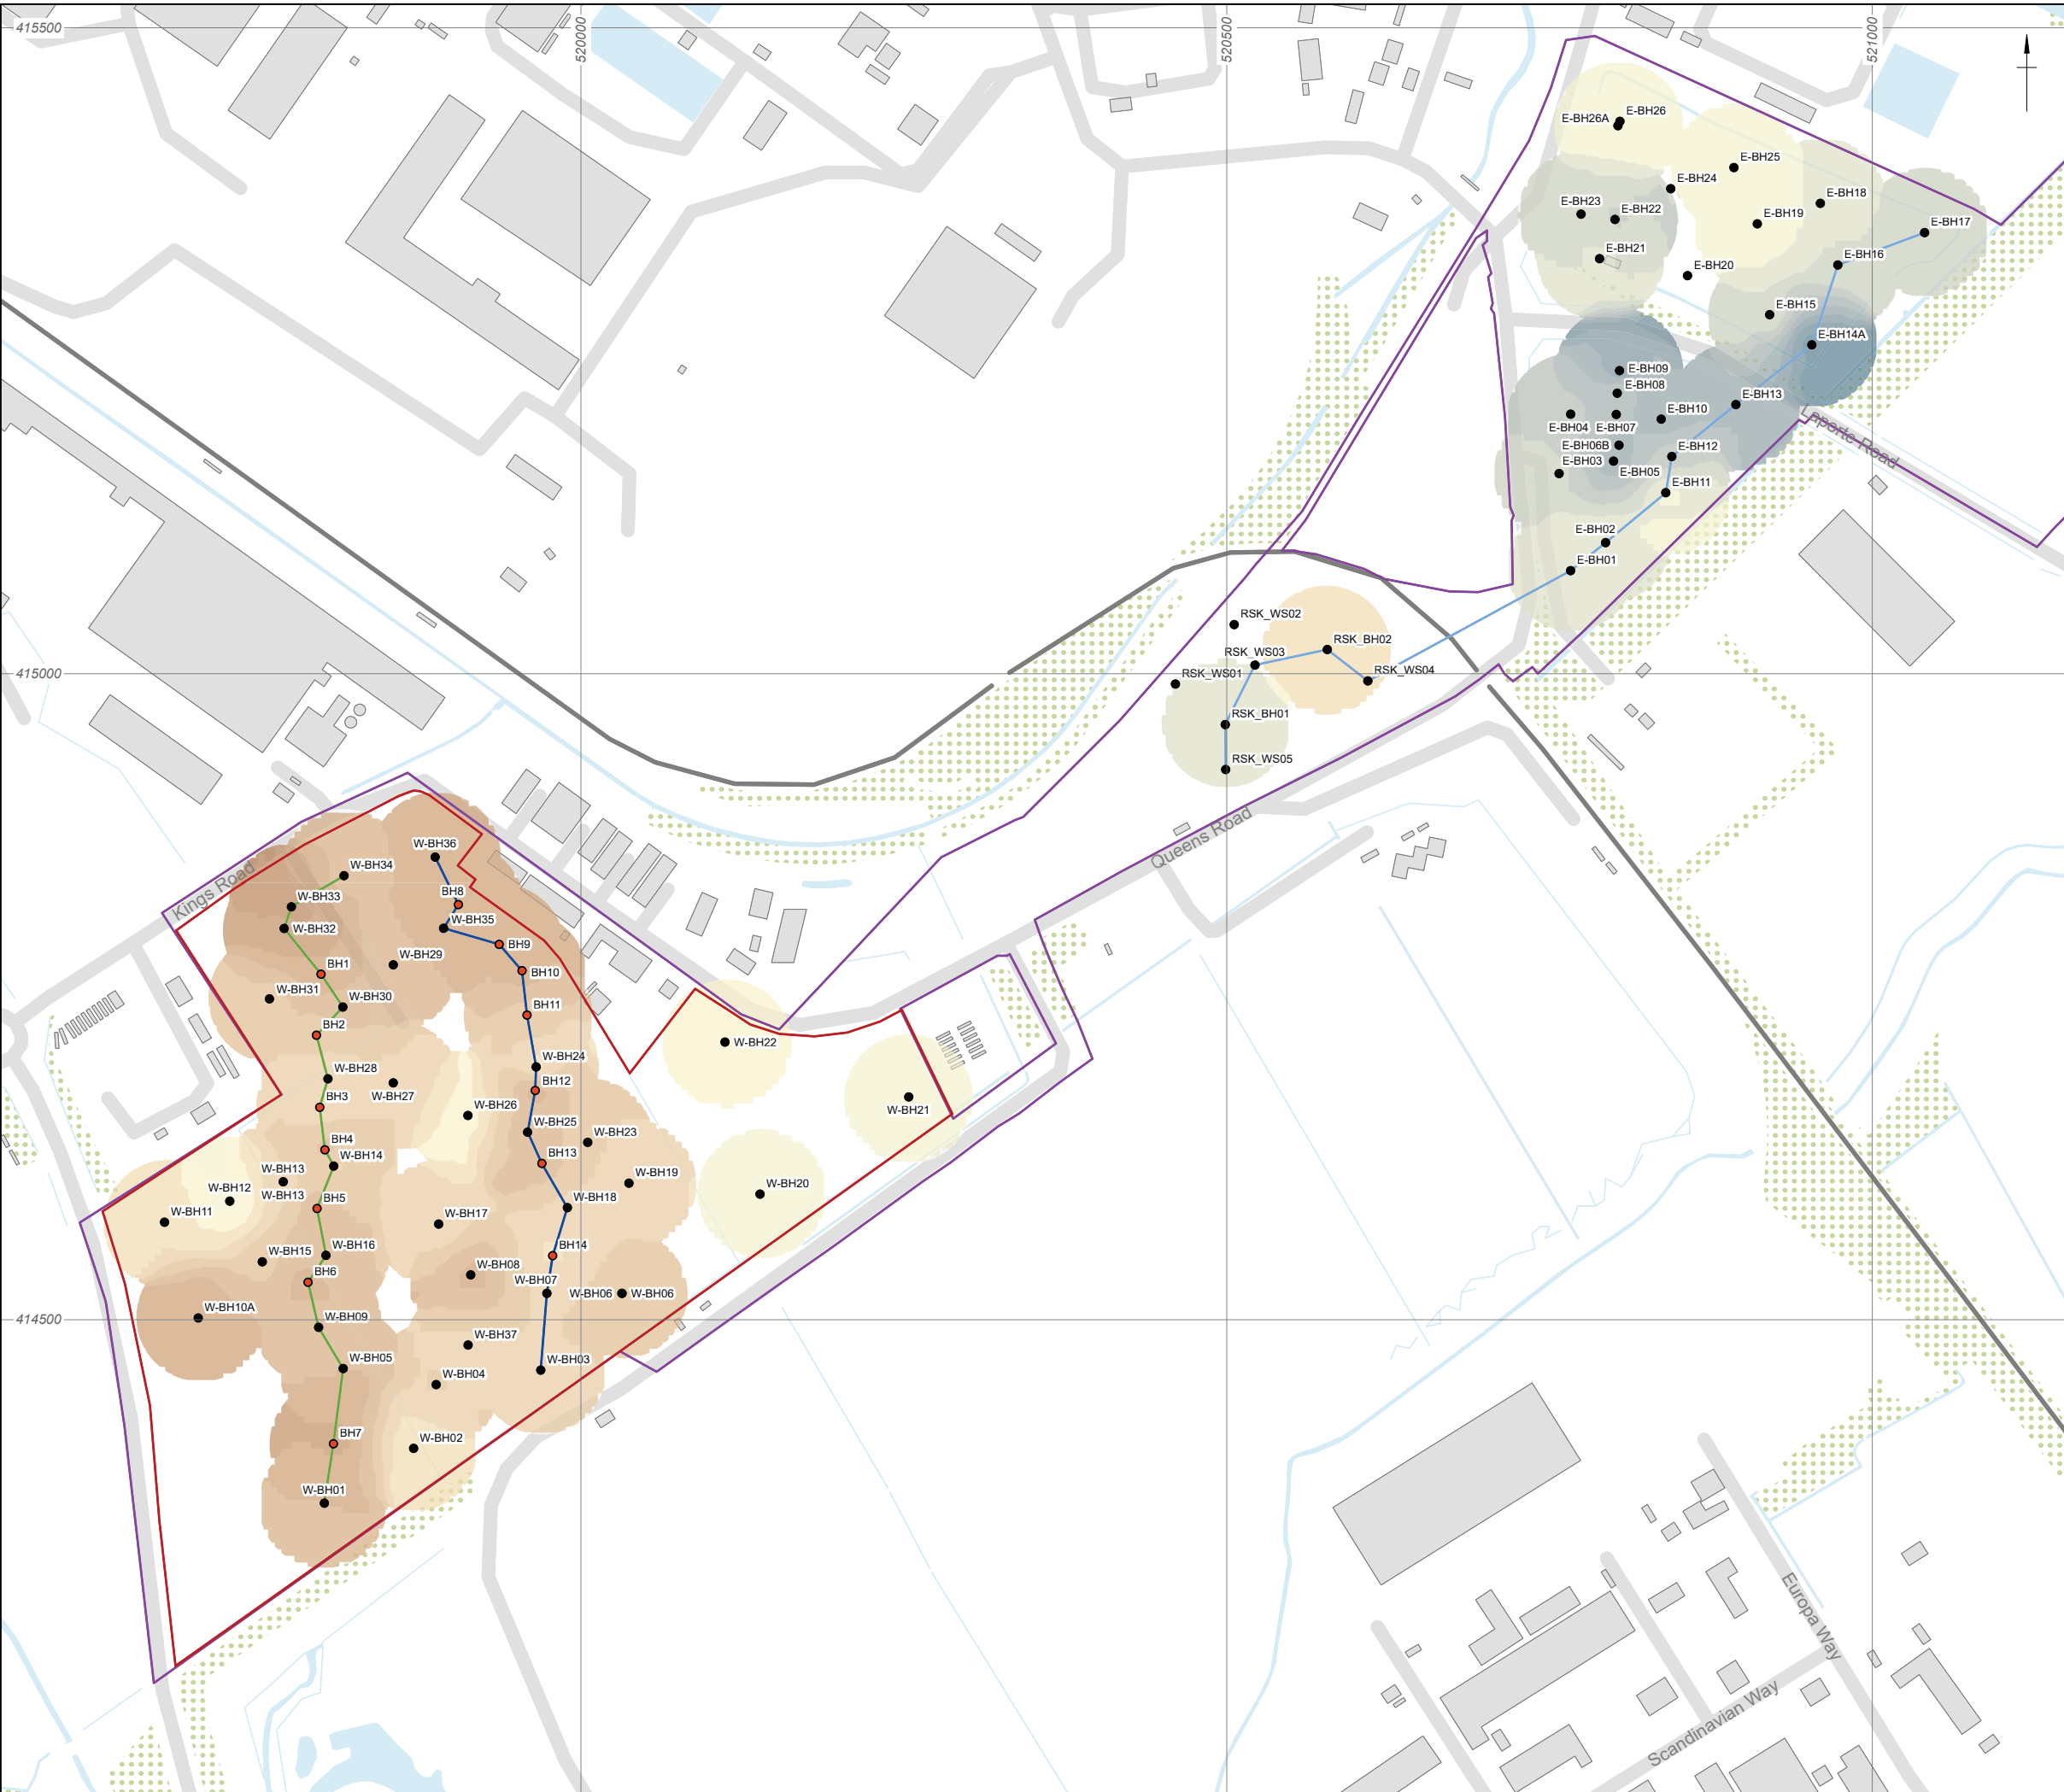 415500
520000
520500
521000
E-BH26A
E-BH26
E-BH25
E-BH24
E-BH18
E-BH23
E-BH22
E-BH19
E-BH17
E-BH21
E-BH16
E-BH20
E-BH15
E-BH14A
E-BH09
E-BH08
E-BH13
E-BH10
E-BH04
E-BH07
Laporte Road
E-BH06B
E-BH12
E-BH03
E-BH05
E-BH11
E-BH02
E-BH01
RSK_WS02
RSK_BH02
RSK_WS03
415000
RSK_WS01
RSK_WS04
RSK_BH01
RSK_WS05
Queens Road
Kings Road
W-BH36
W-BH34
BH8
W-BH33
W-BH35
W-BH32
BH9
W-BH29
BH1
BH10
W-BH31
W-BH30
BH11
BH2
W-BH22
W-BH24
W-BH28
BH12
W-BH27
BH3
W-BH26
W-BH21
W-BH25
W-BH23
BH4
W-BH14
BH13
W-BH13
W-BH19
W-BH12
W-BH13
W-BH20
BH5
W-BH18
W-BH11
W-BH17
W-BH15
W-BH16
BH14
W-BH08
BH6
W-BH07
W-BH06
W-BH06
W-BH10A
W-BH09
414500
W-BH37
W-BH05
W-BH03
W-BH04
BH7
W-BH02
W-BH01
Europa Way
Scandinavian Way